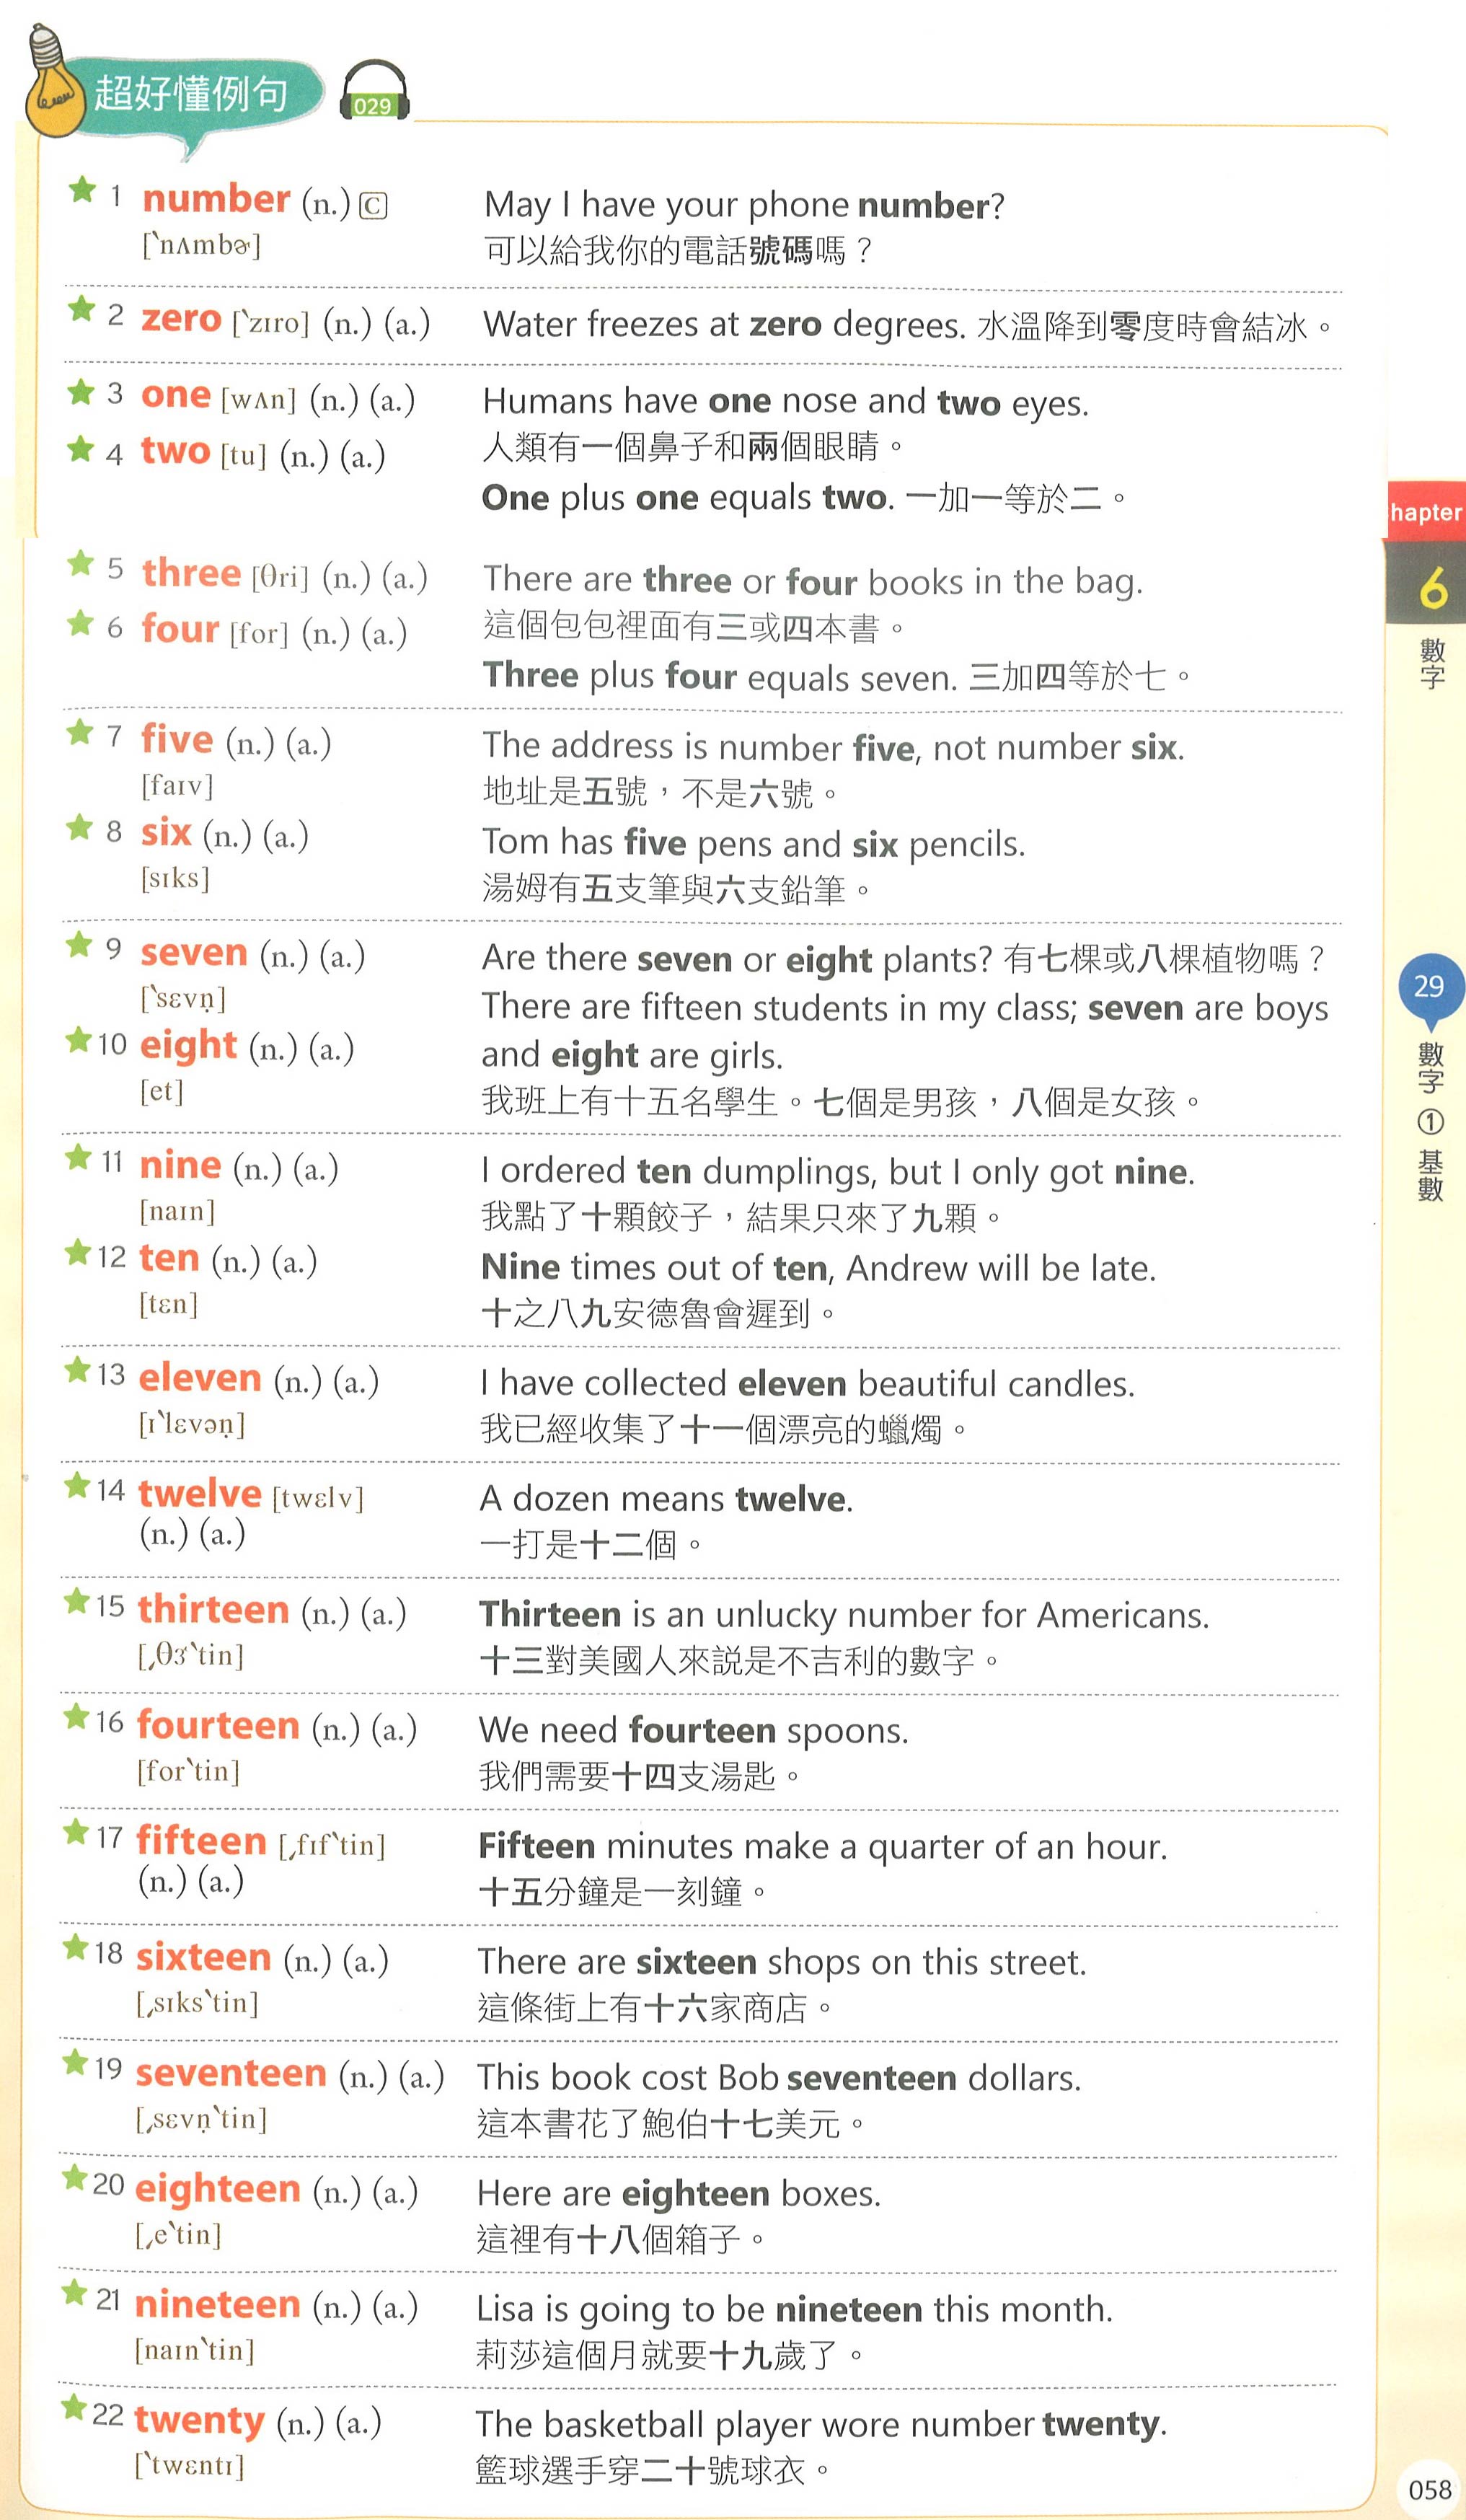 超好懂例句
029
★ 1 number (n.) C
[ˋnʌmbɚ]
May I have your phone number?
可以給我你的電話號碼嗎？
★ 2 zero [ˋzɪro] (n.) (a.)
Water freezes at zero degrees. 水溫降到零度時會結冰。
★ 3 one [wʌn] (n.) (a.)
★ 4 two [tu] (n.) (a.)
Humans have one nose and two eyes.
人類有一個鼻子和兩個眼睛。
One plus one equals two. 一加一等於二。
★ 5 three [θri] (n.) (a.)
★ 6 four [for] (n.) (a.)
There are three or four books in the bag.
這個包包裡面有三或四本書。
Three plus four equals seven. 三加四等於七。
★ 7 five (n.) (a.)
[faɪv]
★ 8 six (n.) (a.)
[sɪks]
The address is number five, not number six.
地址是五號，不是六號。
Tom has five pens and six pencils.
湯姆有五支筆與六支鉛筆。
★ 9 seven (n.) (a.)
[ˋsɛvn̩]
★ 10 eight (n.) (a.)
[et]
Are there seven or eight plants? 有七棵或八棵植物嗎？
There are fifteen students in my class; seven are boys
and eight are girls.
我班上有十五名學生。七個是男孩，八個是女孩。
★ 11 nine (n.) (a.)
[naɪn]
★ 12 ten (n.) (a.)
[tɛn]
I ordered ten dumplings, but I only got nine.
我點了十顆餃子，結果只來了九顆。
Nine times out of ten, Andrew will be late.
十之八九安德魯會遲到。
★ 13 eleven (n.) (a.)
[ɪˋlɛvən̩]
I have collected eleven beautiful candles.
我已經收集了十一個漂亮的蠟燭。
★ 14 twelve [twɛlv]
(n.) (a.)
A dozen means twelve.
一打是十二個。
★ 15 thirteen (n.) (a.)
[ˏθɝˋtin]
Thirteen is an unlucky number for Americans.
十三對美國人來説是不吉利的數字。
★ 16 fourteen (n.) (a.)
[forˋtin]
We need fourteen spoons.
我們需要十四支湯匙。
★ 17 fifteen [ˏfɪfˋtin]
(n.) (a.)
Fifteen minutes make a quarter of an hour.
十五分鐘是一刻鐘。
★ 18 sixteen (n.) (a.)
[ˏsɪksˋtin]
There are sixteen shops on this street.
這條街上有十六家商店。
★ 19 seventeen (n.) (a.)
[ˏsɛvn̩ˋtin]
This book cost Bob seventeen dollars.
這本書花了鮑伯十七美元。
★ 20 eighteen (n.) (a.)
[ˏeˋtin]
Here are eighteen boxes.
這裡有十八個箱子。
★ 21 nineteen (n.) (a.)
[naɪnˋtin]
Lisa is going to be nineteen this month.
莉莎這個月就要十九歲了。
★ 22 twenty (n.) (a.)
[ˋtwɛntɪ]
The basketball player wore number twenty.
籃球選手穿二十號球衣。
hapter
6
數字
29
數字 ① 基數
058